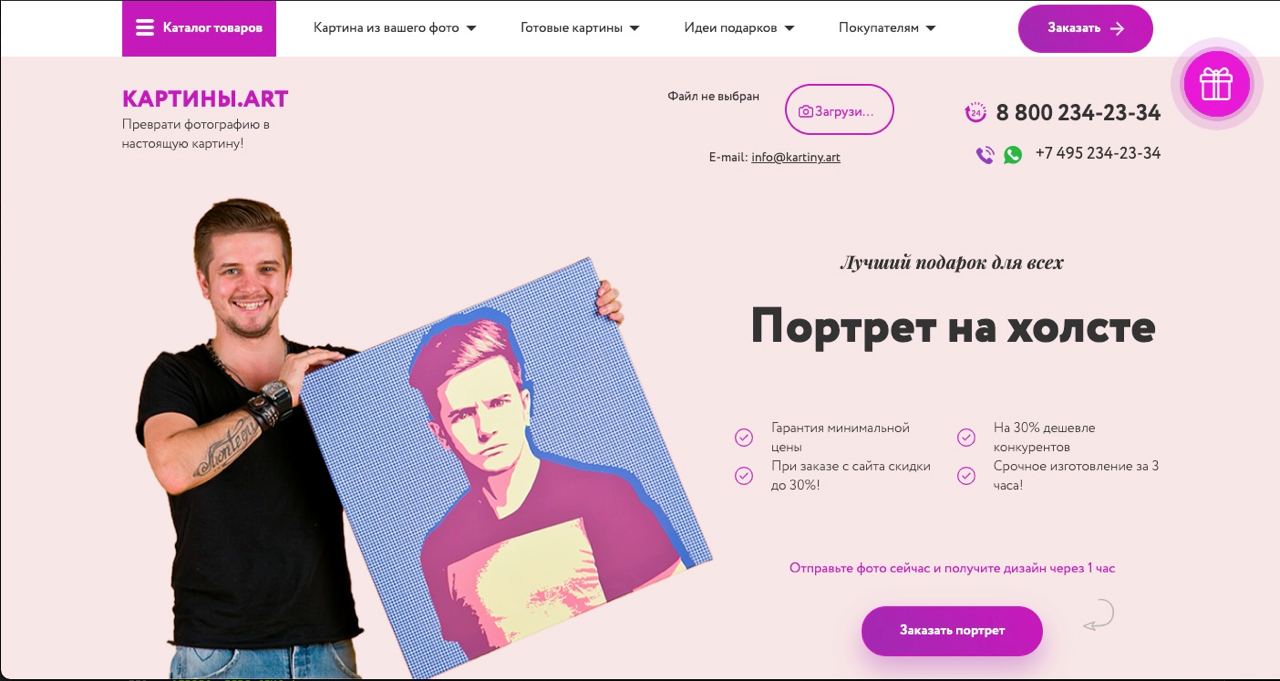 Каталог товаров
Картина из вашего фото
Готовые картины
Идеи подарков
Покупателям
Заказать
КАРТИНЫ.ART
Преврати фотографию в
настоящую картину!
Файл не выбран
Загрузи...
E-mail: info@kartiny.art
24
8 800 234-23-34
+7 495 234-23-34
Лучший подарок для всех
Портрет на холсте
Гарантия минимальной
цены
На 30% дешевле
конкурентов
При заказе с сайта скидки
до 30%!
Срочное изготовление за 3
часа!
Отправьте фото сейчас и получите дизайн через 1 час
Заказать портрет